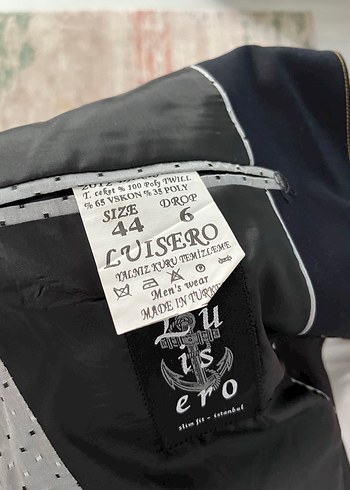 T. ceket % 100 Poly TWILL
% 65 VSKON % 35 POLY
SIZE DROP
44 6
LUISERO
YALNIZ KURU TEMİZLEME
Men's wear
MADE IN TURKE
Lu
is
ero
slim fit - istanbul